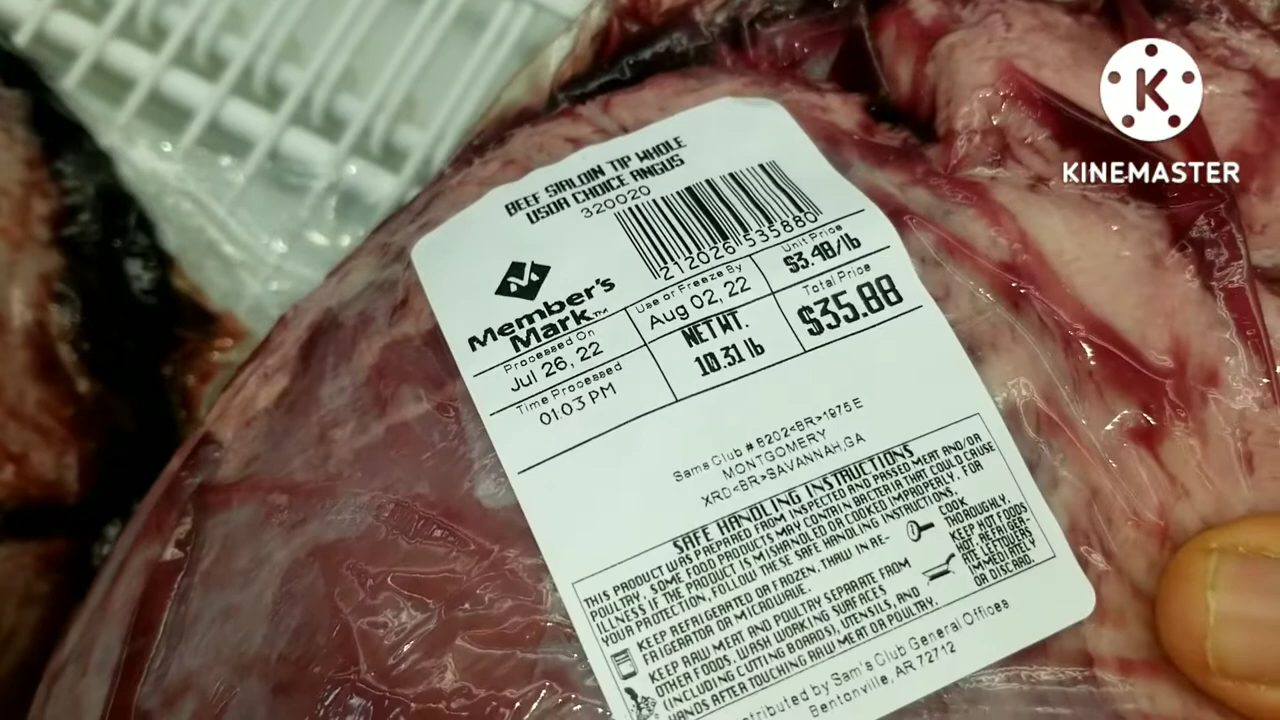 K
KINEMASTER
BEEF SIRLOIN TIP WHOLE
USDA CHOICE ANGUS
320020
212026 535880
Member's
Mark™
Processed On
Jul 26, 22
Time Processed
01:03 PM
Use or Freeze By
Aug 02, 22
NET WT.
10.31 lb
Unit Price
$3.48/lb
Total Price
$35.88
Sams Club # 8202<BR>1975 E
MONTGOMERY
XRD<BR>SAVANNAH,GA
SAFE HANDLING INSTRUCTIONS
THIS PRODUCT WAS PREPARED FROM INSPECTED AND PASSED MEAT AND/OR
POULTRY. SOME FOOD PRODUCTS MAY CONTAIN BACTERIA THAT COULD CAUSE
ILLNESS IF THE PRODUCT IS MISHANDLED OR COOKED IMPROPERLY. FOR
YOUR PROTECTION, FOLLOW THESE SAFE HANDLING INSTRUCTIONS.
KEEP REFRIGERATED OR FROZEN. THAW IN RE-
FRIGERATOR OR MICROWAVE.
KEEP RAW MEAT AND POULTRY SEPARATE FROM
OTHER FOODS. WASH WORKING SURFACES
(INCLUDING CUTTING BOARDS), UTENSILS, AND
HANDS AFTER TOUCHING RAW MEAT OR POULTRY.
COOK
THOROUGHLY.
KEEP HOT FOODS
HOT. REFRIGER-
ATE LEFTOVERS
IMMEDIATELY
OR DISCARD.
by Sam's Club General Offices
Bentonville, AR 72712